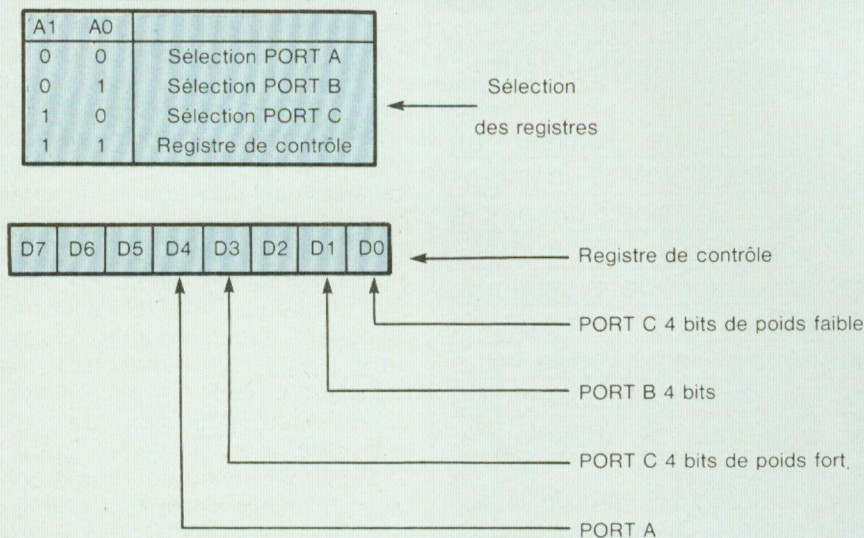 A1 A0
0 0 Sélection PORT A
0 1 Sélection PORT B
1 0 Sélection PORT C
1 1 Registre de contrôle
Sélection
des registres
D7 D6 D5 D4 D3 D2 D1 D0
Registre de contrôle
PORT C 4 bits de poids faible
PORT B 4 bits
PORT C 4 bits de poids fort.
PORT A